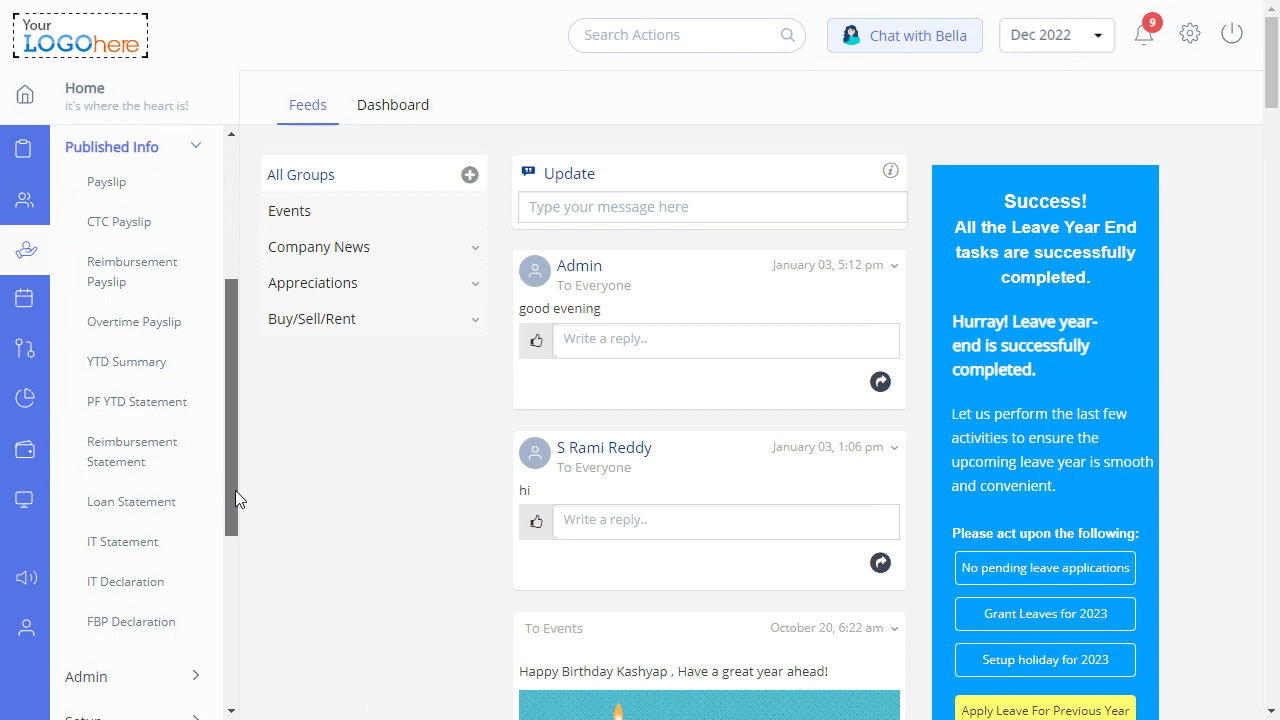 Your
LOGOhere
Search Actions
Chat with Bella
Dec 2022
9
Home
it's where the heart is!
Feeds
Dashboard
Published Info
Payslip
CTC Payslip
Reimbursement
Payslip
Overtime Payslip
YTD Summary
PF YTD Statement
Reimbursement
Statement
Loan Statement
IT Statement
IT Declaration
FBP Declaration
Admin
Setup
All Groups
Events
Company News
Appreciations
Buy/Sell/Rent
Update
Type your message here
Admin
January 03, 5:12 pm
To Everyone
good evening
Write a reply..
S Rami Reddy
January 03, 1:06 pm
To Everyone
hi
Write a reply..
To Events
October 20, 6:22 am
Happy Birthday Kashyap , Have a great year ahead!
Success!
All the Leave Year End
tasks are successfully
completed.
Hurray! Leave year-
end is successfully
completed.
Let us perform the last few
activities to ensure the
upcoming leave year is smooth
and convenient.
Please act upon the following:
No pending leave applications
Grant Leaves for 2023
Setup holiday for 2023
Apply Leave For Previous Year